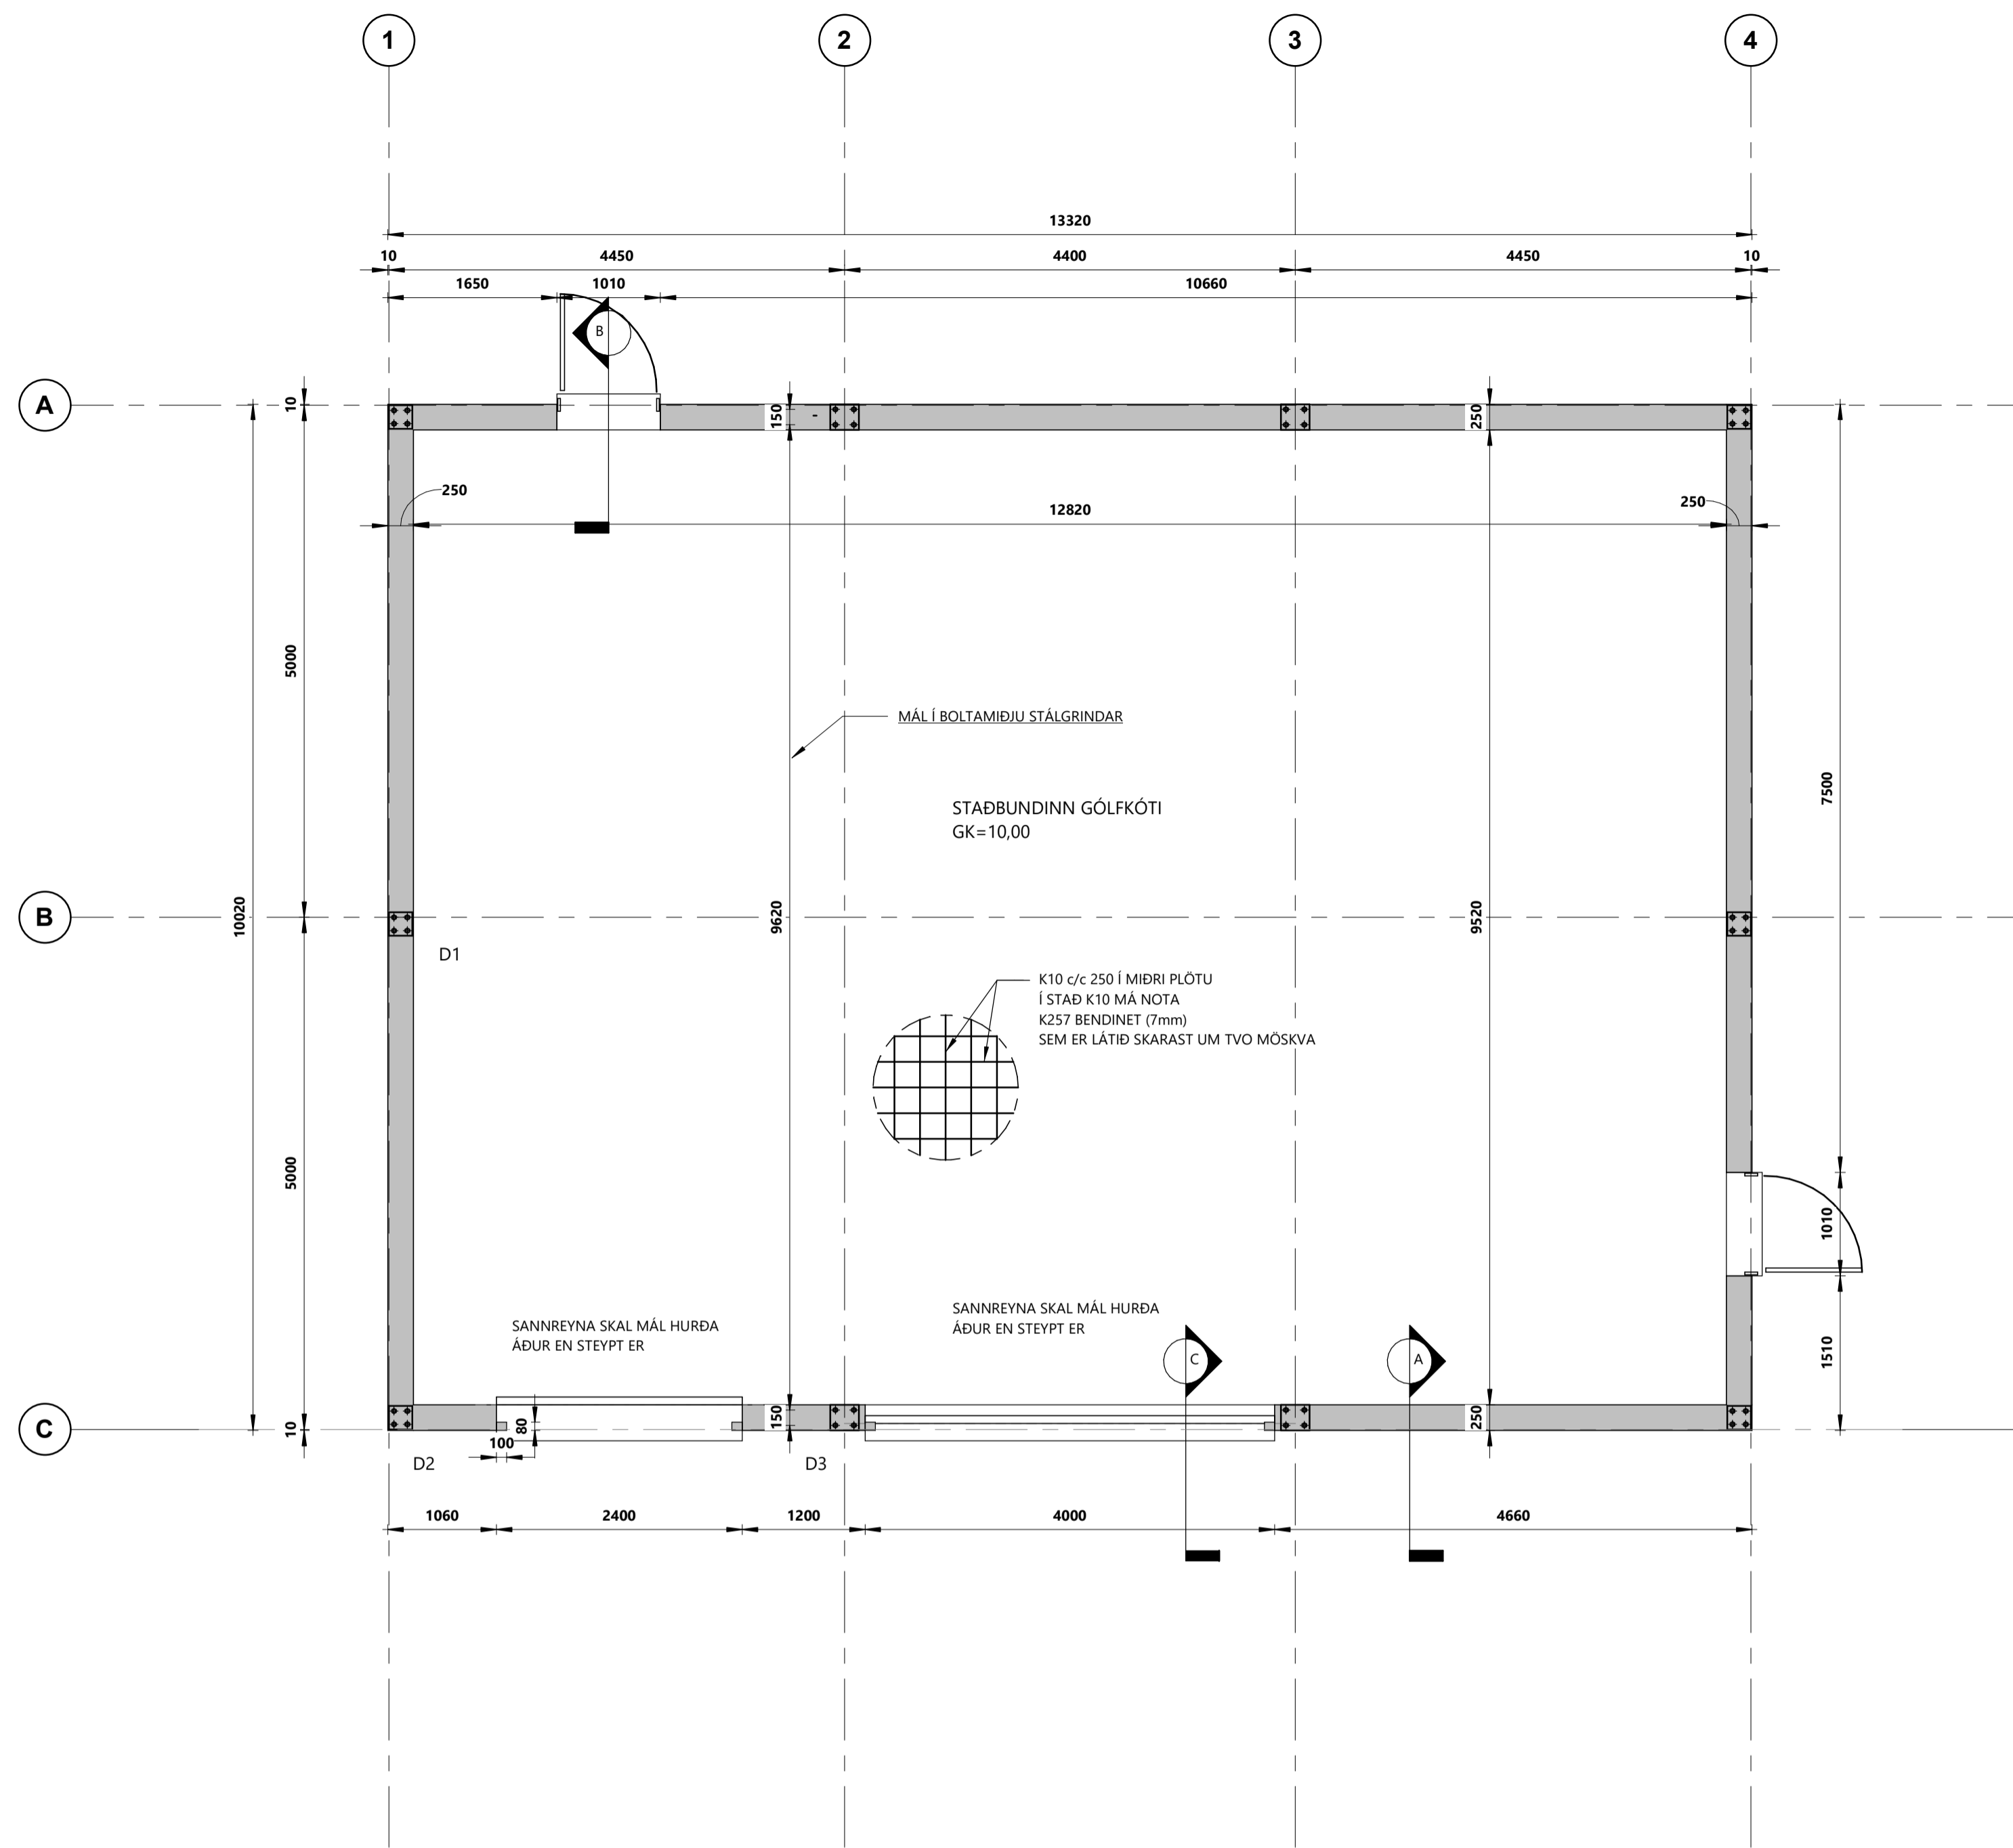 1 2 3 4
13320
10 4450 4400 4450 10
1650 1010 10660
B
A
10
150
-
250
250
12820
250
5000
MÁL Í BOLTAMIÐJU STÁLGRINDAR
STAÐBUNDINN GÓLFKÓTI
GK=10,00
7500
B
10020
9620
9520
D1
K10 c/c 250 Í MIÐRI PLÖTU
Í STAÐ K10 MÁ NOTA
K257 BENDINET (7mm)
SEM ER LÁTIÐ SKARAST UM TVO MÖSKVA
5000
1010
SANNREYNA SKAL MÁL HURÐA
ÁÐUR EN STEYPT ER
SANNREYNA SKAL MÁL HURÐA
ÁÐUR EN STEYPT ER
C
A
1510
C
10
80
100
150
250
D2
D3
1060 2400 1200 4000 4660